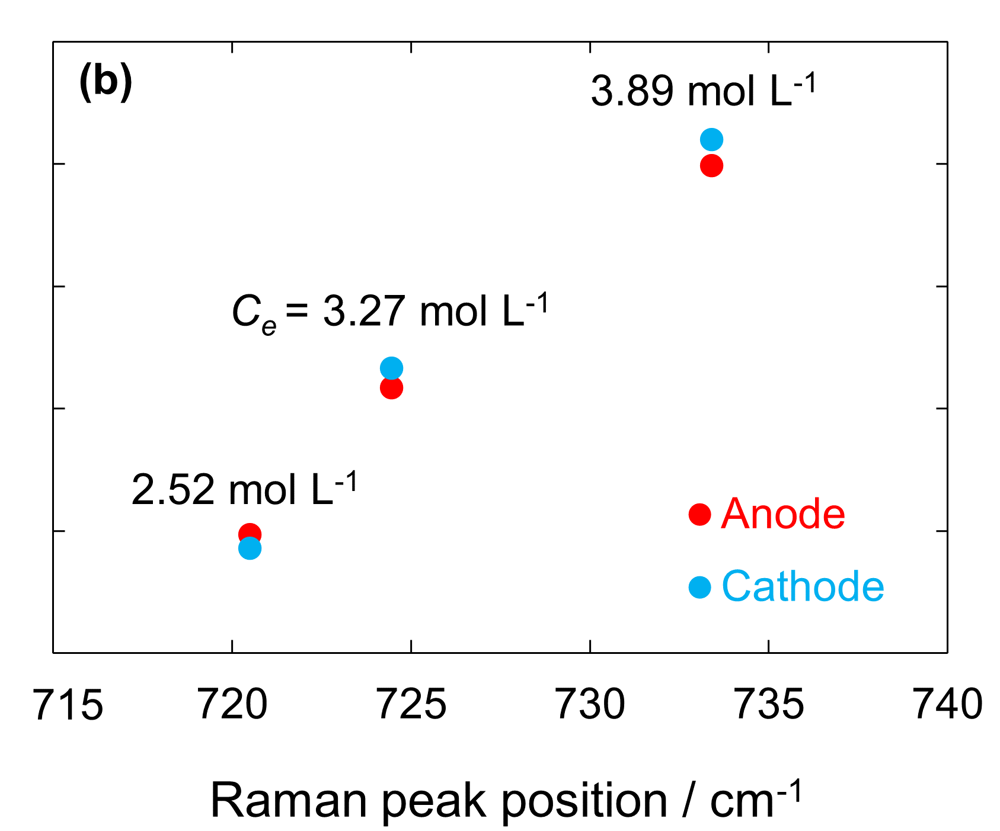 (b)
3.89 mol L⁻¹
Cₑ = 3.27 mol L⁻¹
2.52 mol L⁻¹
Anode
Cathode
715 720 725 730 735 740
Raman peak position / cm⁻¹